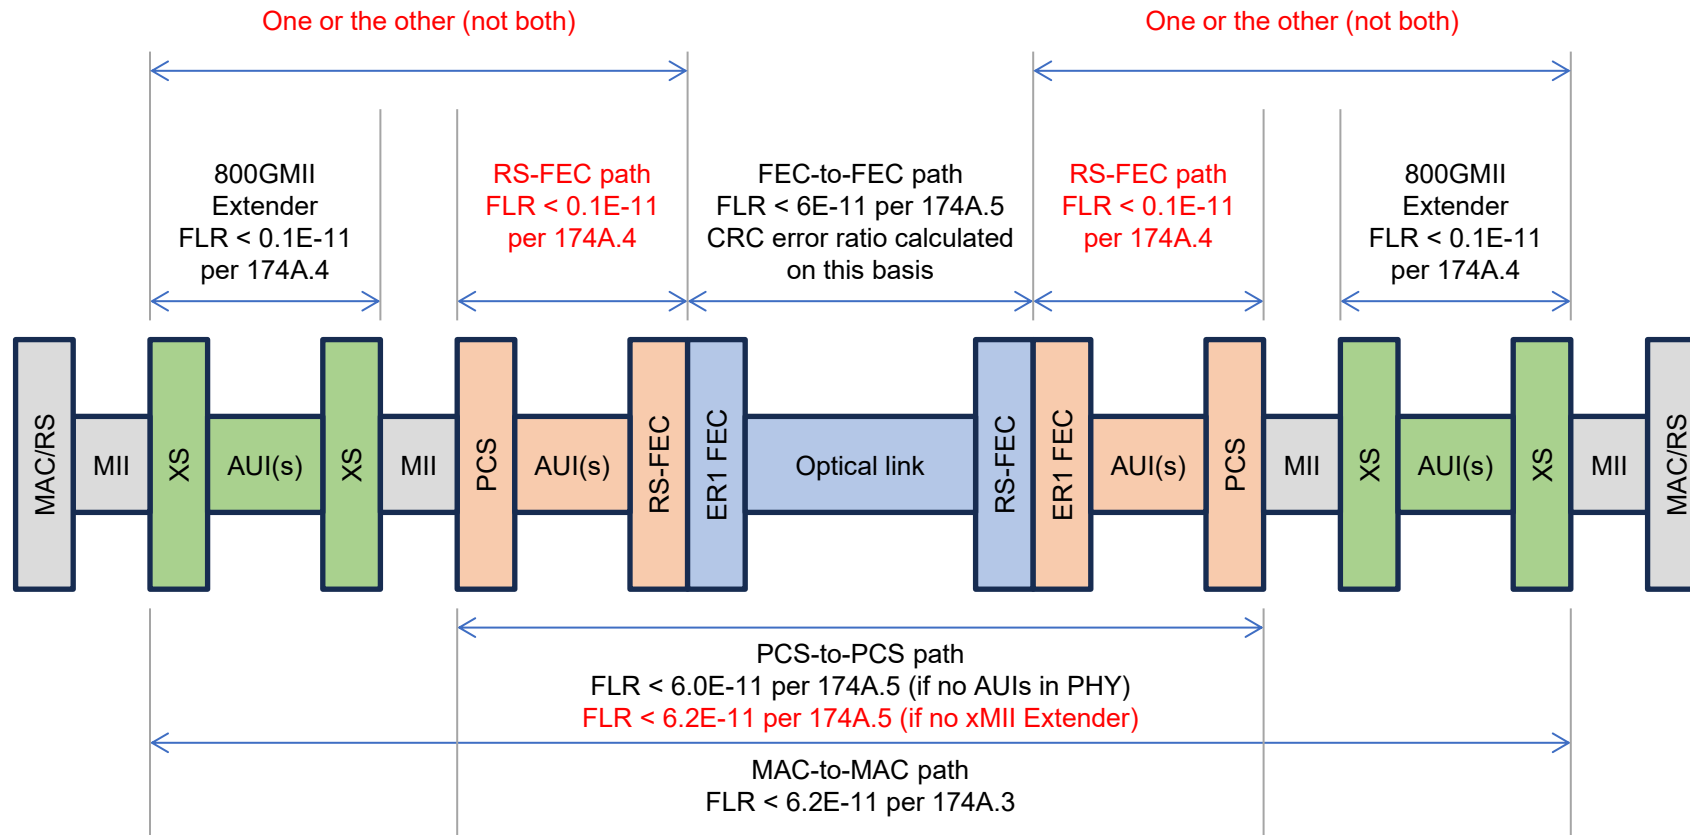 One or the other (not both)
One or the other (not both)
800GMII
Extender
FLR < 0.1E-11
per 174A.4
RS-FEC path
FLR < 0.1E-11
per 174A.4
FEC-to-FEC path
FLR < 6E-11 per 174A.5
CRC error ratio calculated
on this basis
RS-FEC path
FLR < 0.1E-11
per 174A.4
800GMII
Extender
FLR < 0.1E-11
per 174A.4
MAC/RS
MII
XS
AUI(s)
XS
MII
PCS
AUI(s)
RS-FEC
ER1 FEC
Optical link
RS-FEC
ER1 FEC
AUI(s)
PCS
MII
XS
AUI(s)
XS
MII
MAC/RS
PCS-to-PCS path
FLR < 6.0E-11 per 174A.5 (if no AUIs in PHY)
FLR < 6.2E-11 per 174A.5 (if no xMII Extender)
MAC-to-MAC path
FLR < 6.2E-11 per 174A.3